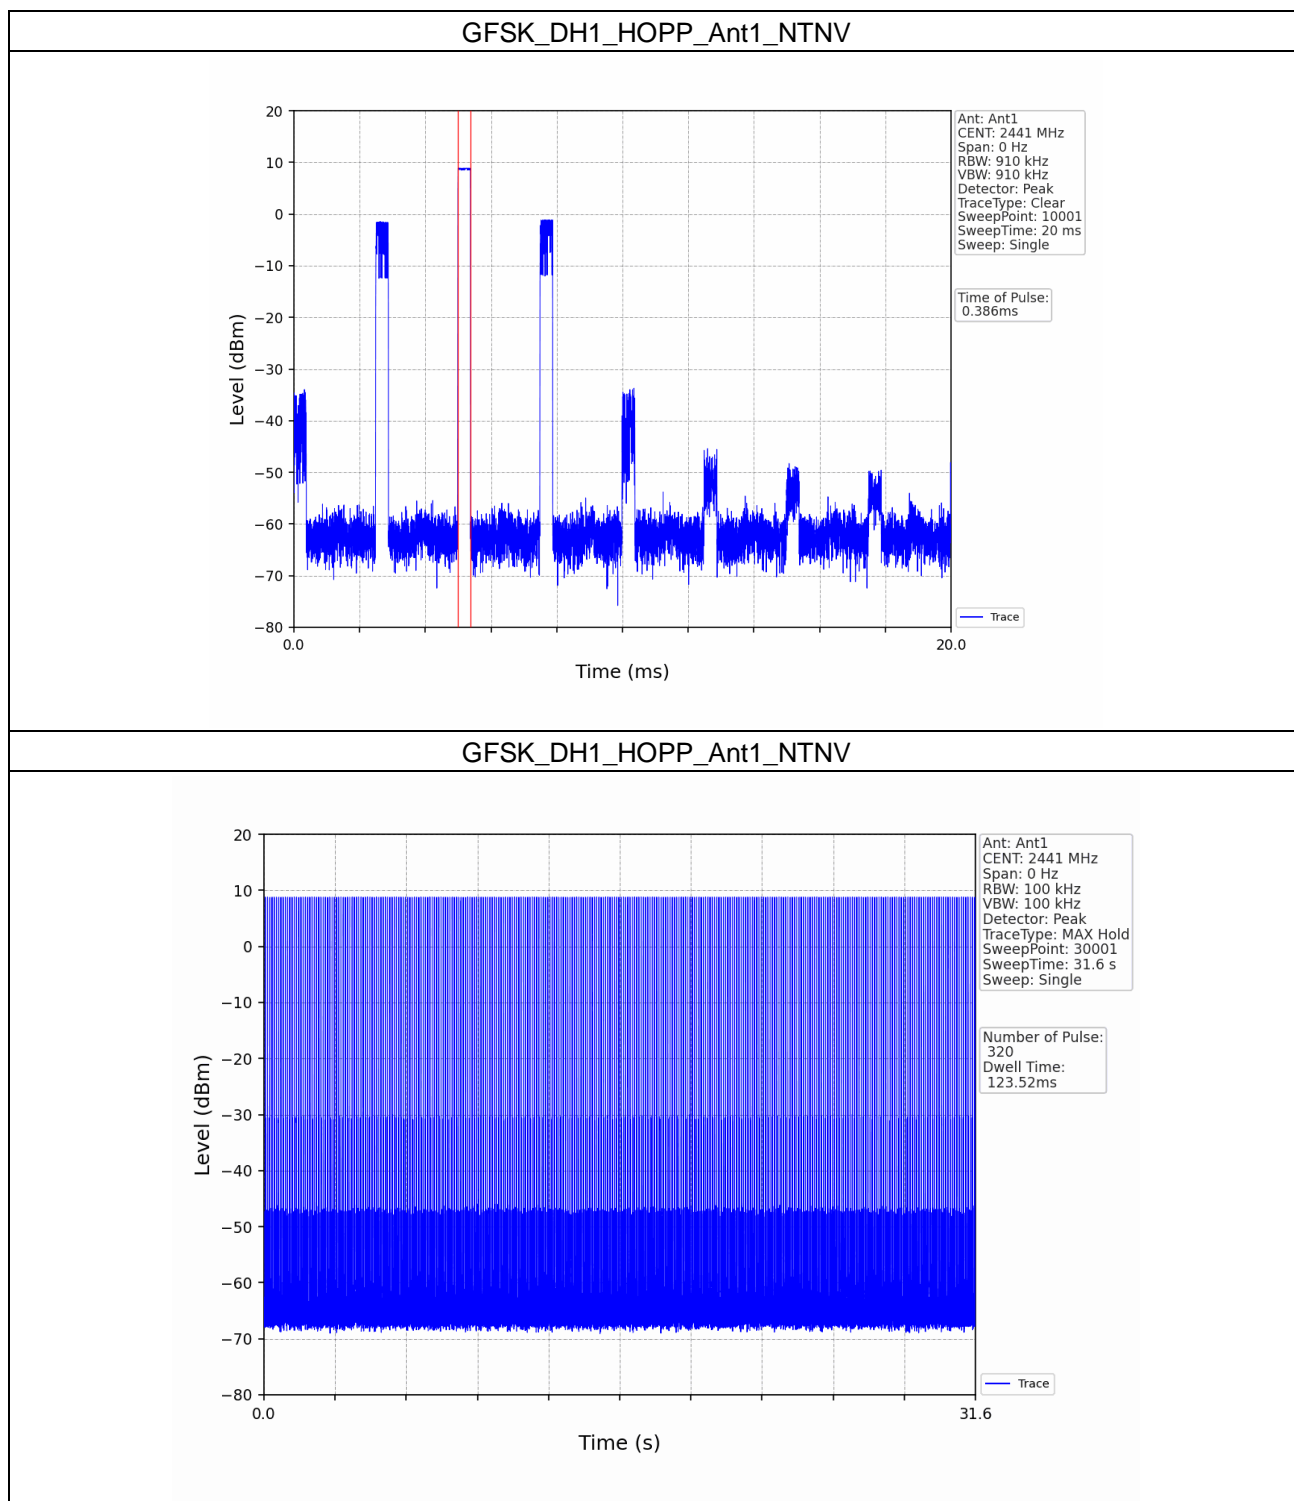 GFSK_DH1_HOPP_Ant1_NTNV
20
10
0
−10
−20
−30
−40
−50
−60
−70
−80
Level (dBm)
0.0
20.0
Time (ms)
Ant: Ant1
CENT: 2441 MHz
Span: 0 Hz
RBW: 910 kHz
VBW: 910 kHz
Detector: Peak
TraceType: Clear
SweepPoint: 10001
SweepTime: 20 ms
Sweep: Single
Time of Pulse:
0.386ms
Trace
GFSK_DH1_HOPP_Ant1_NTNV
20
10
0
−10
−20
−30
−40
−50
−60
−70
−80
Level (dBm)
0.0
31.6
Time (s)
Ant: Ant1
CENT: 2441 MHz
Span: 0 Hz
RBW: 100 kHz
VBW: 100 kHz
Detector: Peak
TraceType: MAX Hold
SweepPoint: 30001
SweepTime: 31.6 s
Sweep: Single
Number of Pulse:
320
Dwell Time:
123.52ms
Trace